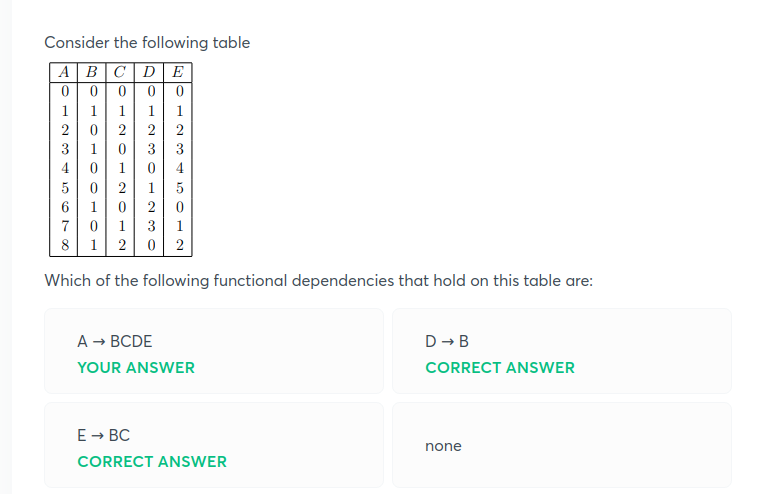 Consider the following table
A B C D E
0 0 0 0 0
1 1 1 1 1
2 0 2 2 2
3 1 0 3 3
4 0 1 0 4
5 0 2 1 5
6 1 0 2 0
7 0 1 3 1
8 1 2 0 2
Which of the following functional dependencies that hold on this table are:
A → BCDE
YOUR ANSWER
D → B
CORRECT ANSWER
E → BC
CORRECT ANSWER
none